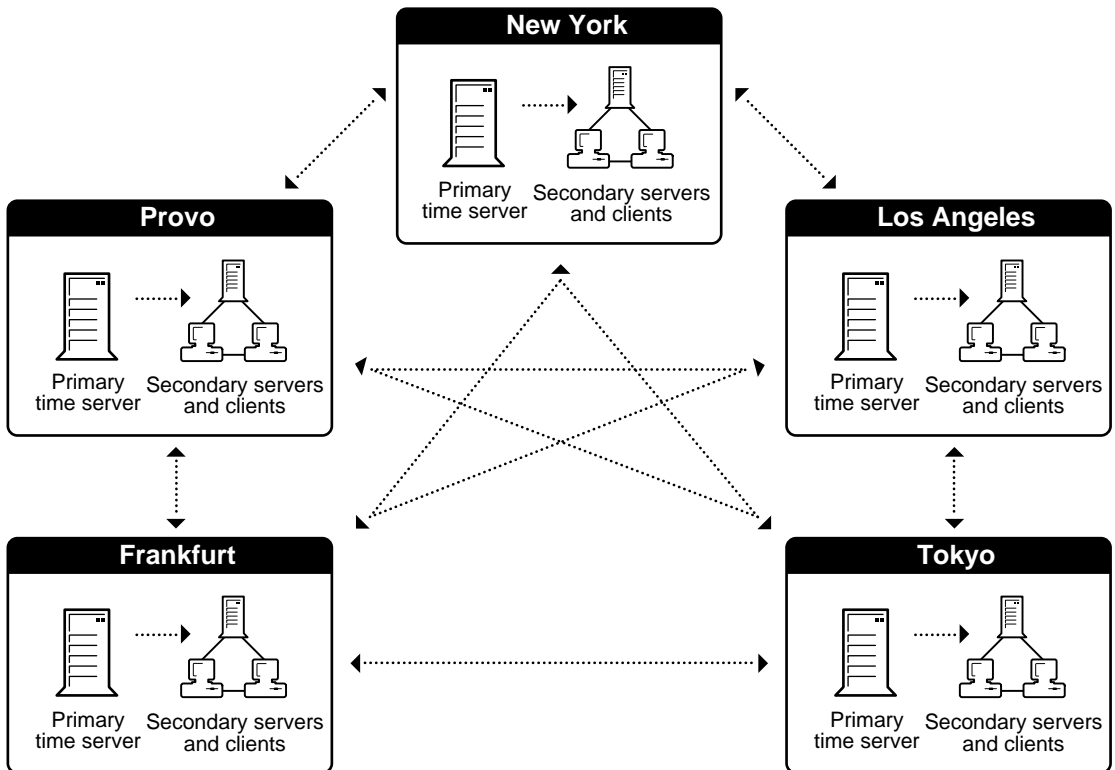 New York
Primary
time server
Secondary servers
and clients
Provo
Primary
time server
Secondary servers
and clients
Los Angeles
Primary
time server
Secondary servers
and clients
Frankfurt
Primary
time server
Secondary servers
and clients
Tokyo
Primary
time server
Secondary servers
and clients